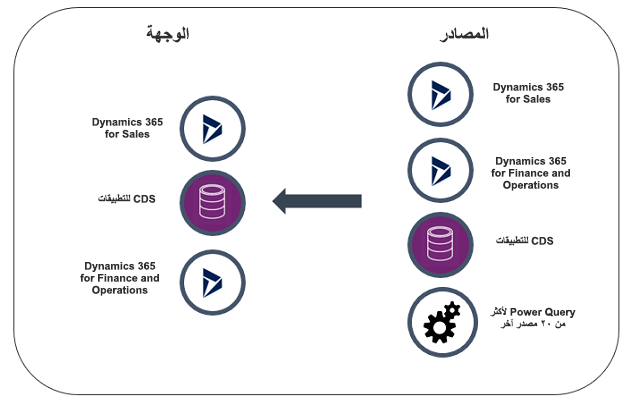 المصادر
Dynamics 365
for Sales
Dynamics 365
for Finance and
Operations
CDS للتطبيقات
Power Query لأكثر
من ٢٠ مصدر آخر
الوجهة
Dynamics 365
for Sales
CDS للتطبيقات
Dynamics 365
for Finance and
Operations